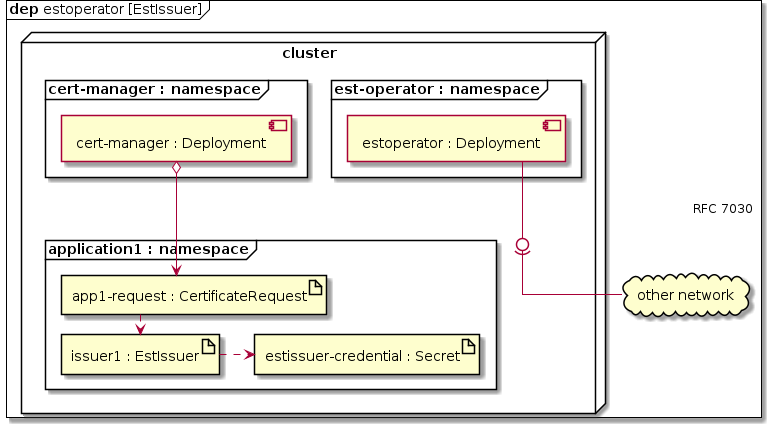 dep estoperator [EstIssuer]
cluster
cert-manager : namespace
est-operator : namespace
cert-manager : Deployment
estoperator : Deployment
RFC 7030
application1 : namespace
app1-request : CertificateRequest
other network
issuer1 : EstIssuer
estissuer-credential : Secret